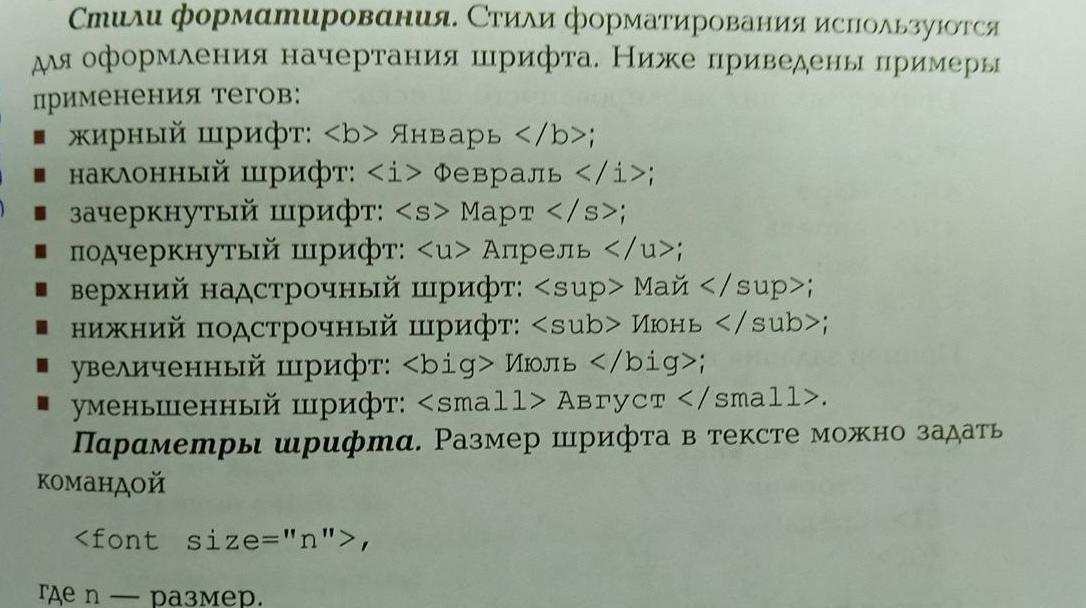 Стили форматирования. Стили форматирования используются
для оформления начертания шрифта. Ниже приведены примеры
применения тегов:
▪ жирный шрифт: <b> Январь </b>;
▪ наклонный шрифт: <i> Февраль </i>;
▪ зачеркнутый шрифт: <s> Март </s>;
▪ подчеркнутый шрифт: <u> Апрель </u>;
▪ верхний надстрочный шрифт: <sup> Май </sup>;
▪ нижний подстрочный шрифт: <sub> Июнь </sub>;
▪ увеличенный шрифт: <big> Июль </big>;
▪ уменьшенный шрифт: <small> Август </small>.
Параметры шрифта. Размер шрифта в тексте можно задать
командой
<font size="n">,
где n — размер.